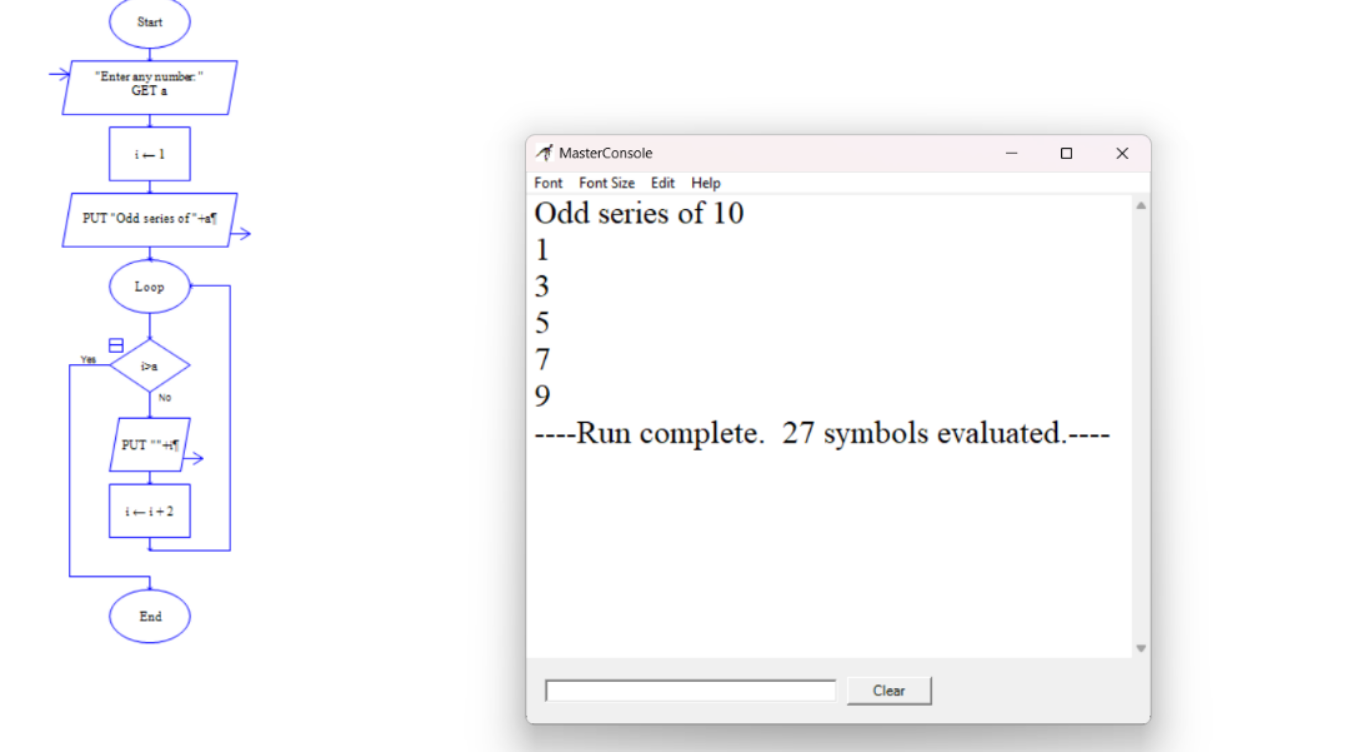 Start
"Enter any number: "
GET a
i ← 1
PUT "Odd series of "+a¶
Loop
Yes
i>a
No
PUT ""+i¶
i ← i + 2
End
MasterConsole
Font Font Size Edit Help
Odd series of 10
1
3
5
7
9
----Run complete.  27 symbols evaluated.----
Clear